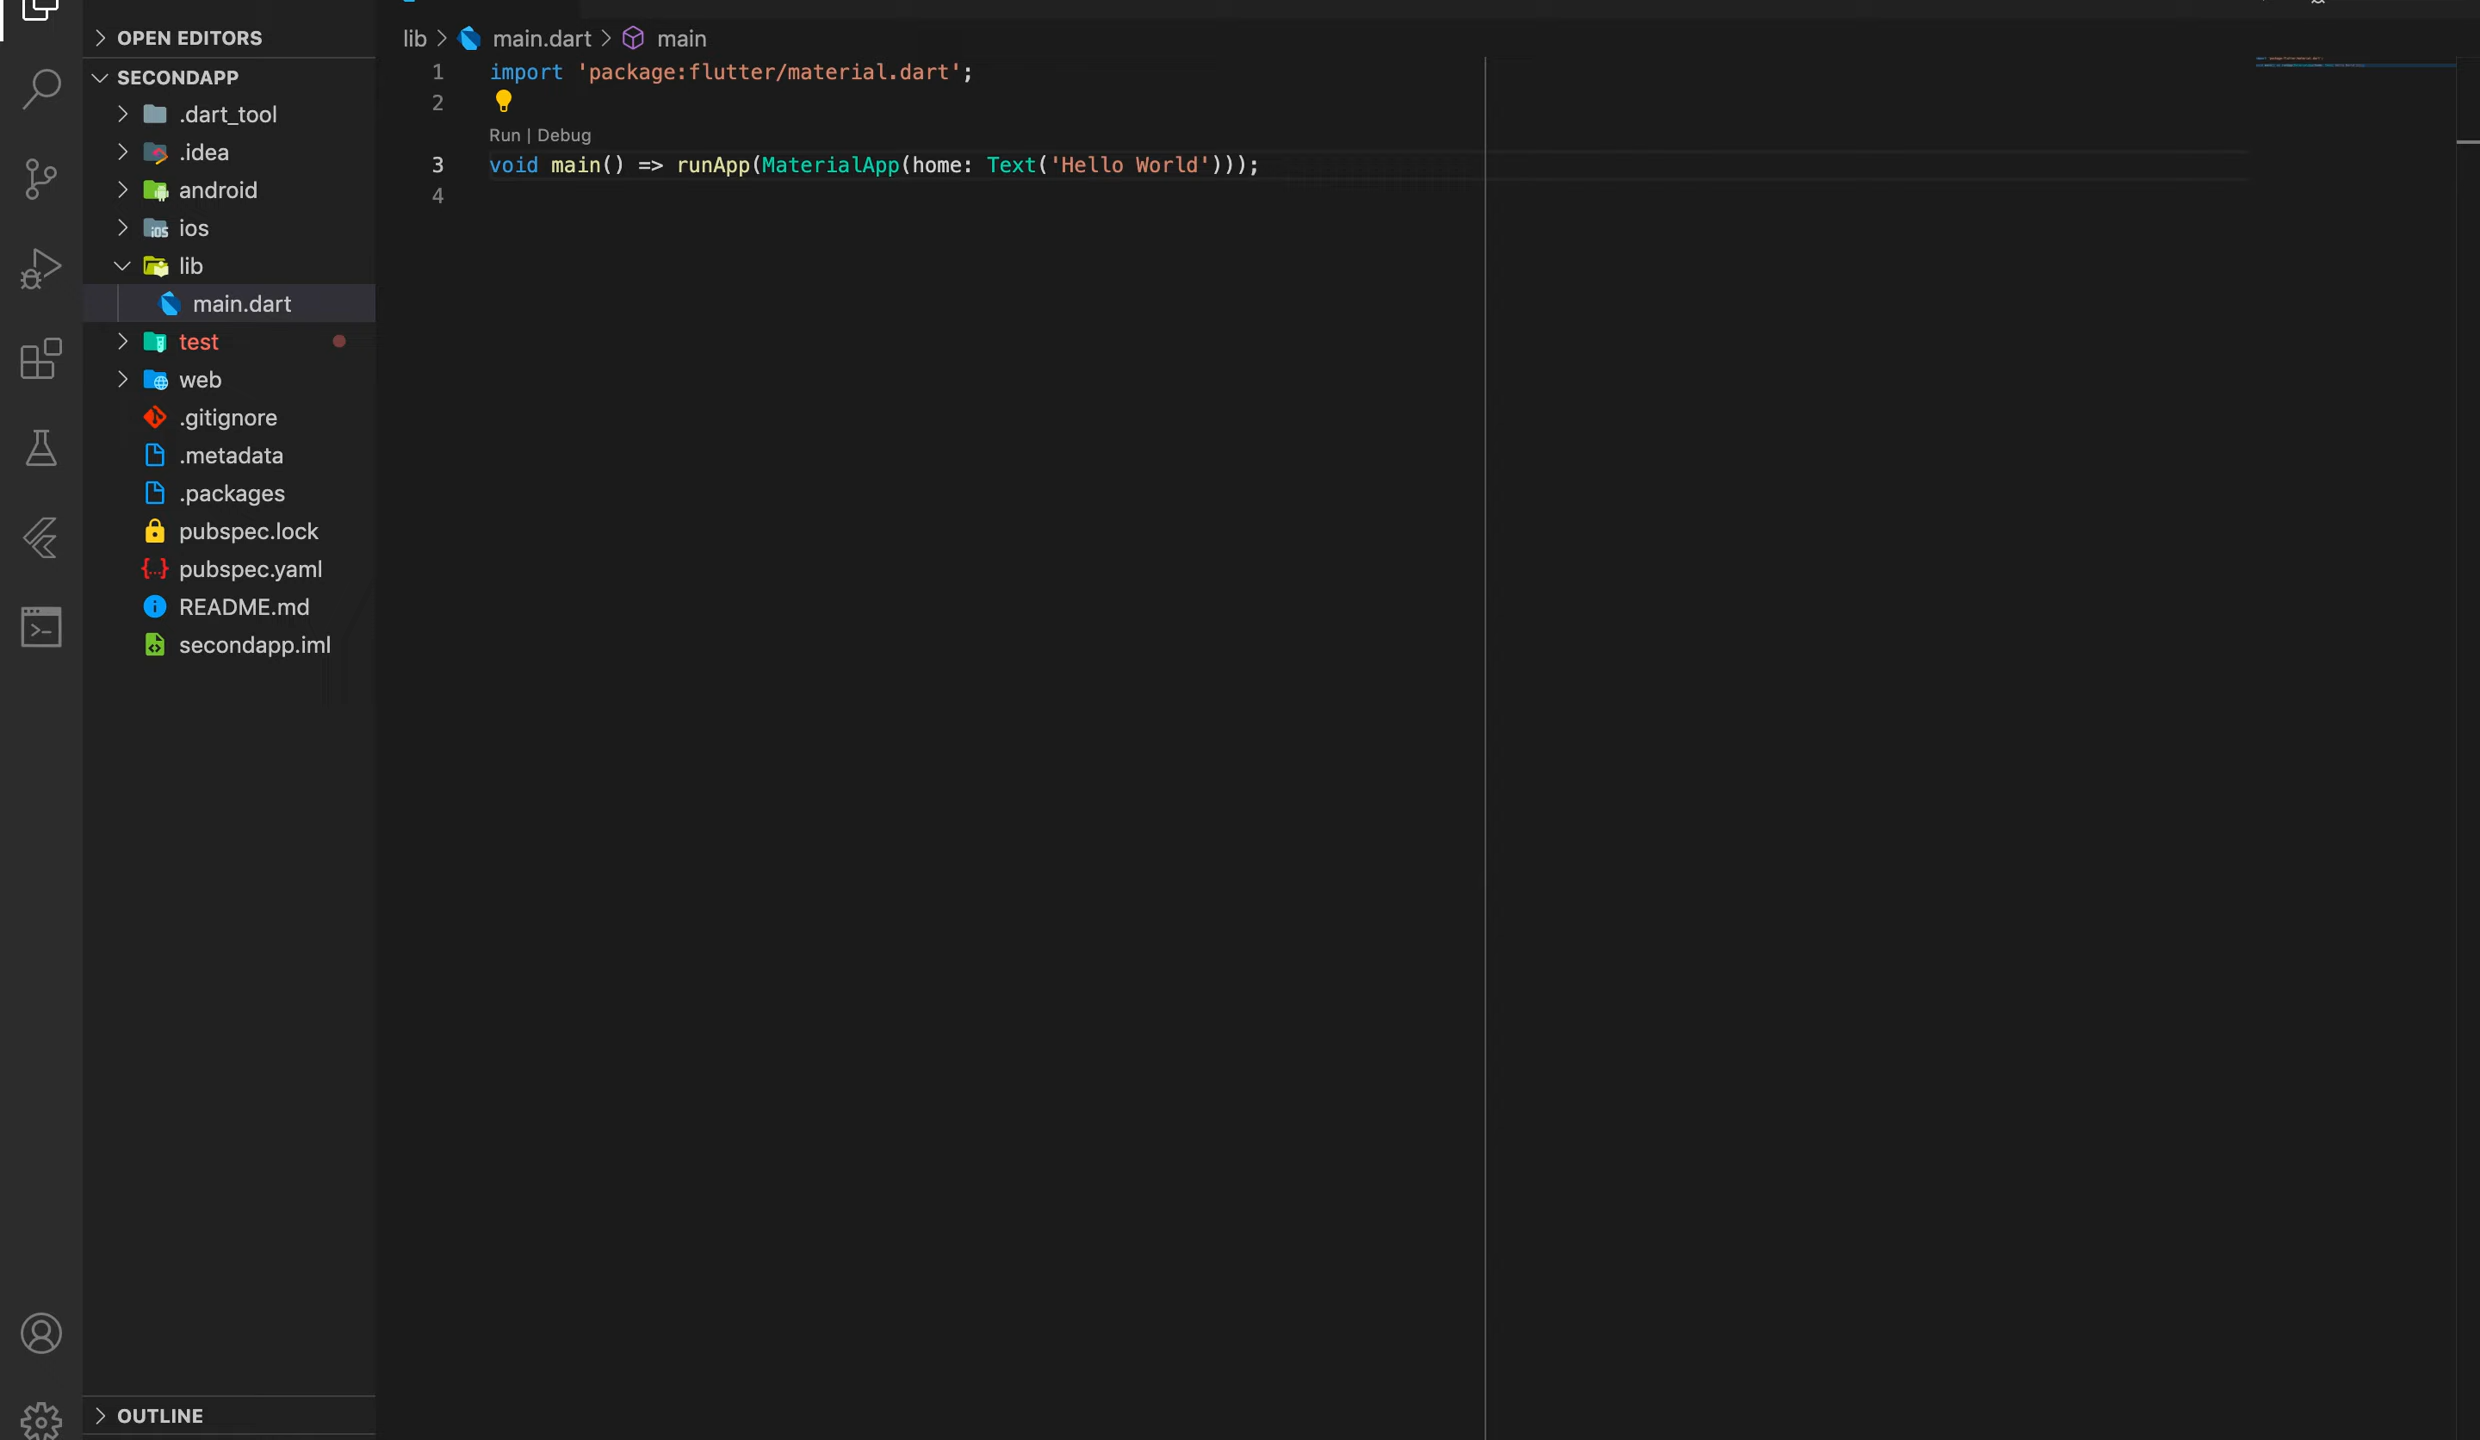 OPEN EDITORS
SECONDAPP
.dart_tool
.idea
android
ios
lib
main.dart
test
web
.gitignore
.metadata
.packages
pubspec.lock
pubspec.yaml
README.md
secondapp.iml
OUTLINE
lib > main.dart > main
1 import 'package:flutter/material.dart';
2
Run | Debug
3 void main() => runApp(MaterialApp(home: Text('Hello World')));
4